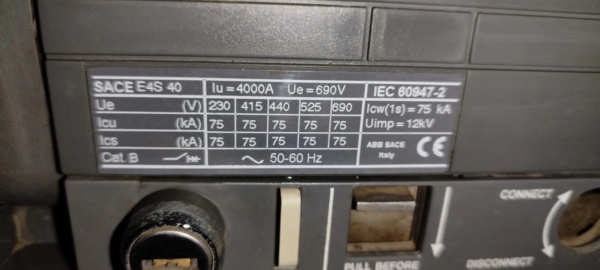 SACE E4S 40 Iu=4000A Ue=690V IEC 60947-2
Ue (V) 230 415 440 525 690 Icw(1s)=75 kA
Icu (kA) 75 75 75 75 75 Uimp=12kV
Ics (kA) 75 75 75 75 75 ABB SACE CE
Italy
Cat. B ~ 50-60 Hz
CONNECT
PULL BEFORE DISCONNECT